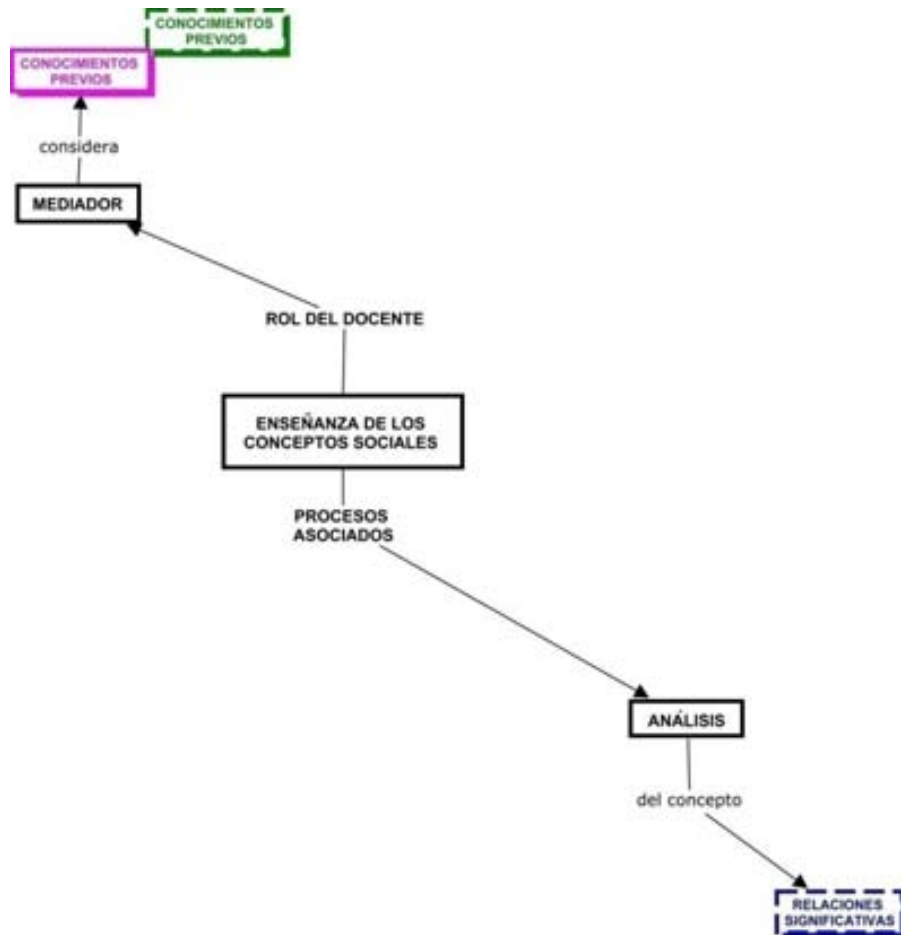 CONOCIMIENTOS
PREVIOS
CONOCIMIENTOS
PREVIOS
considera
MEDIADOR
ROL DEL DOCENTE
ENSEÑANZA DE LOS
CONCEPTOS SOCIALES
PROCESOS
ASOCIADOS
ANÁLISIS
del concepto
RELACIONES
SIGNIFICATIVAS